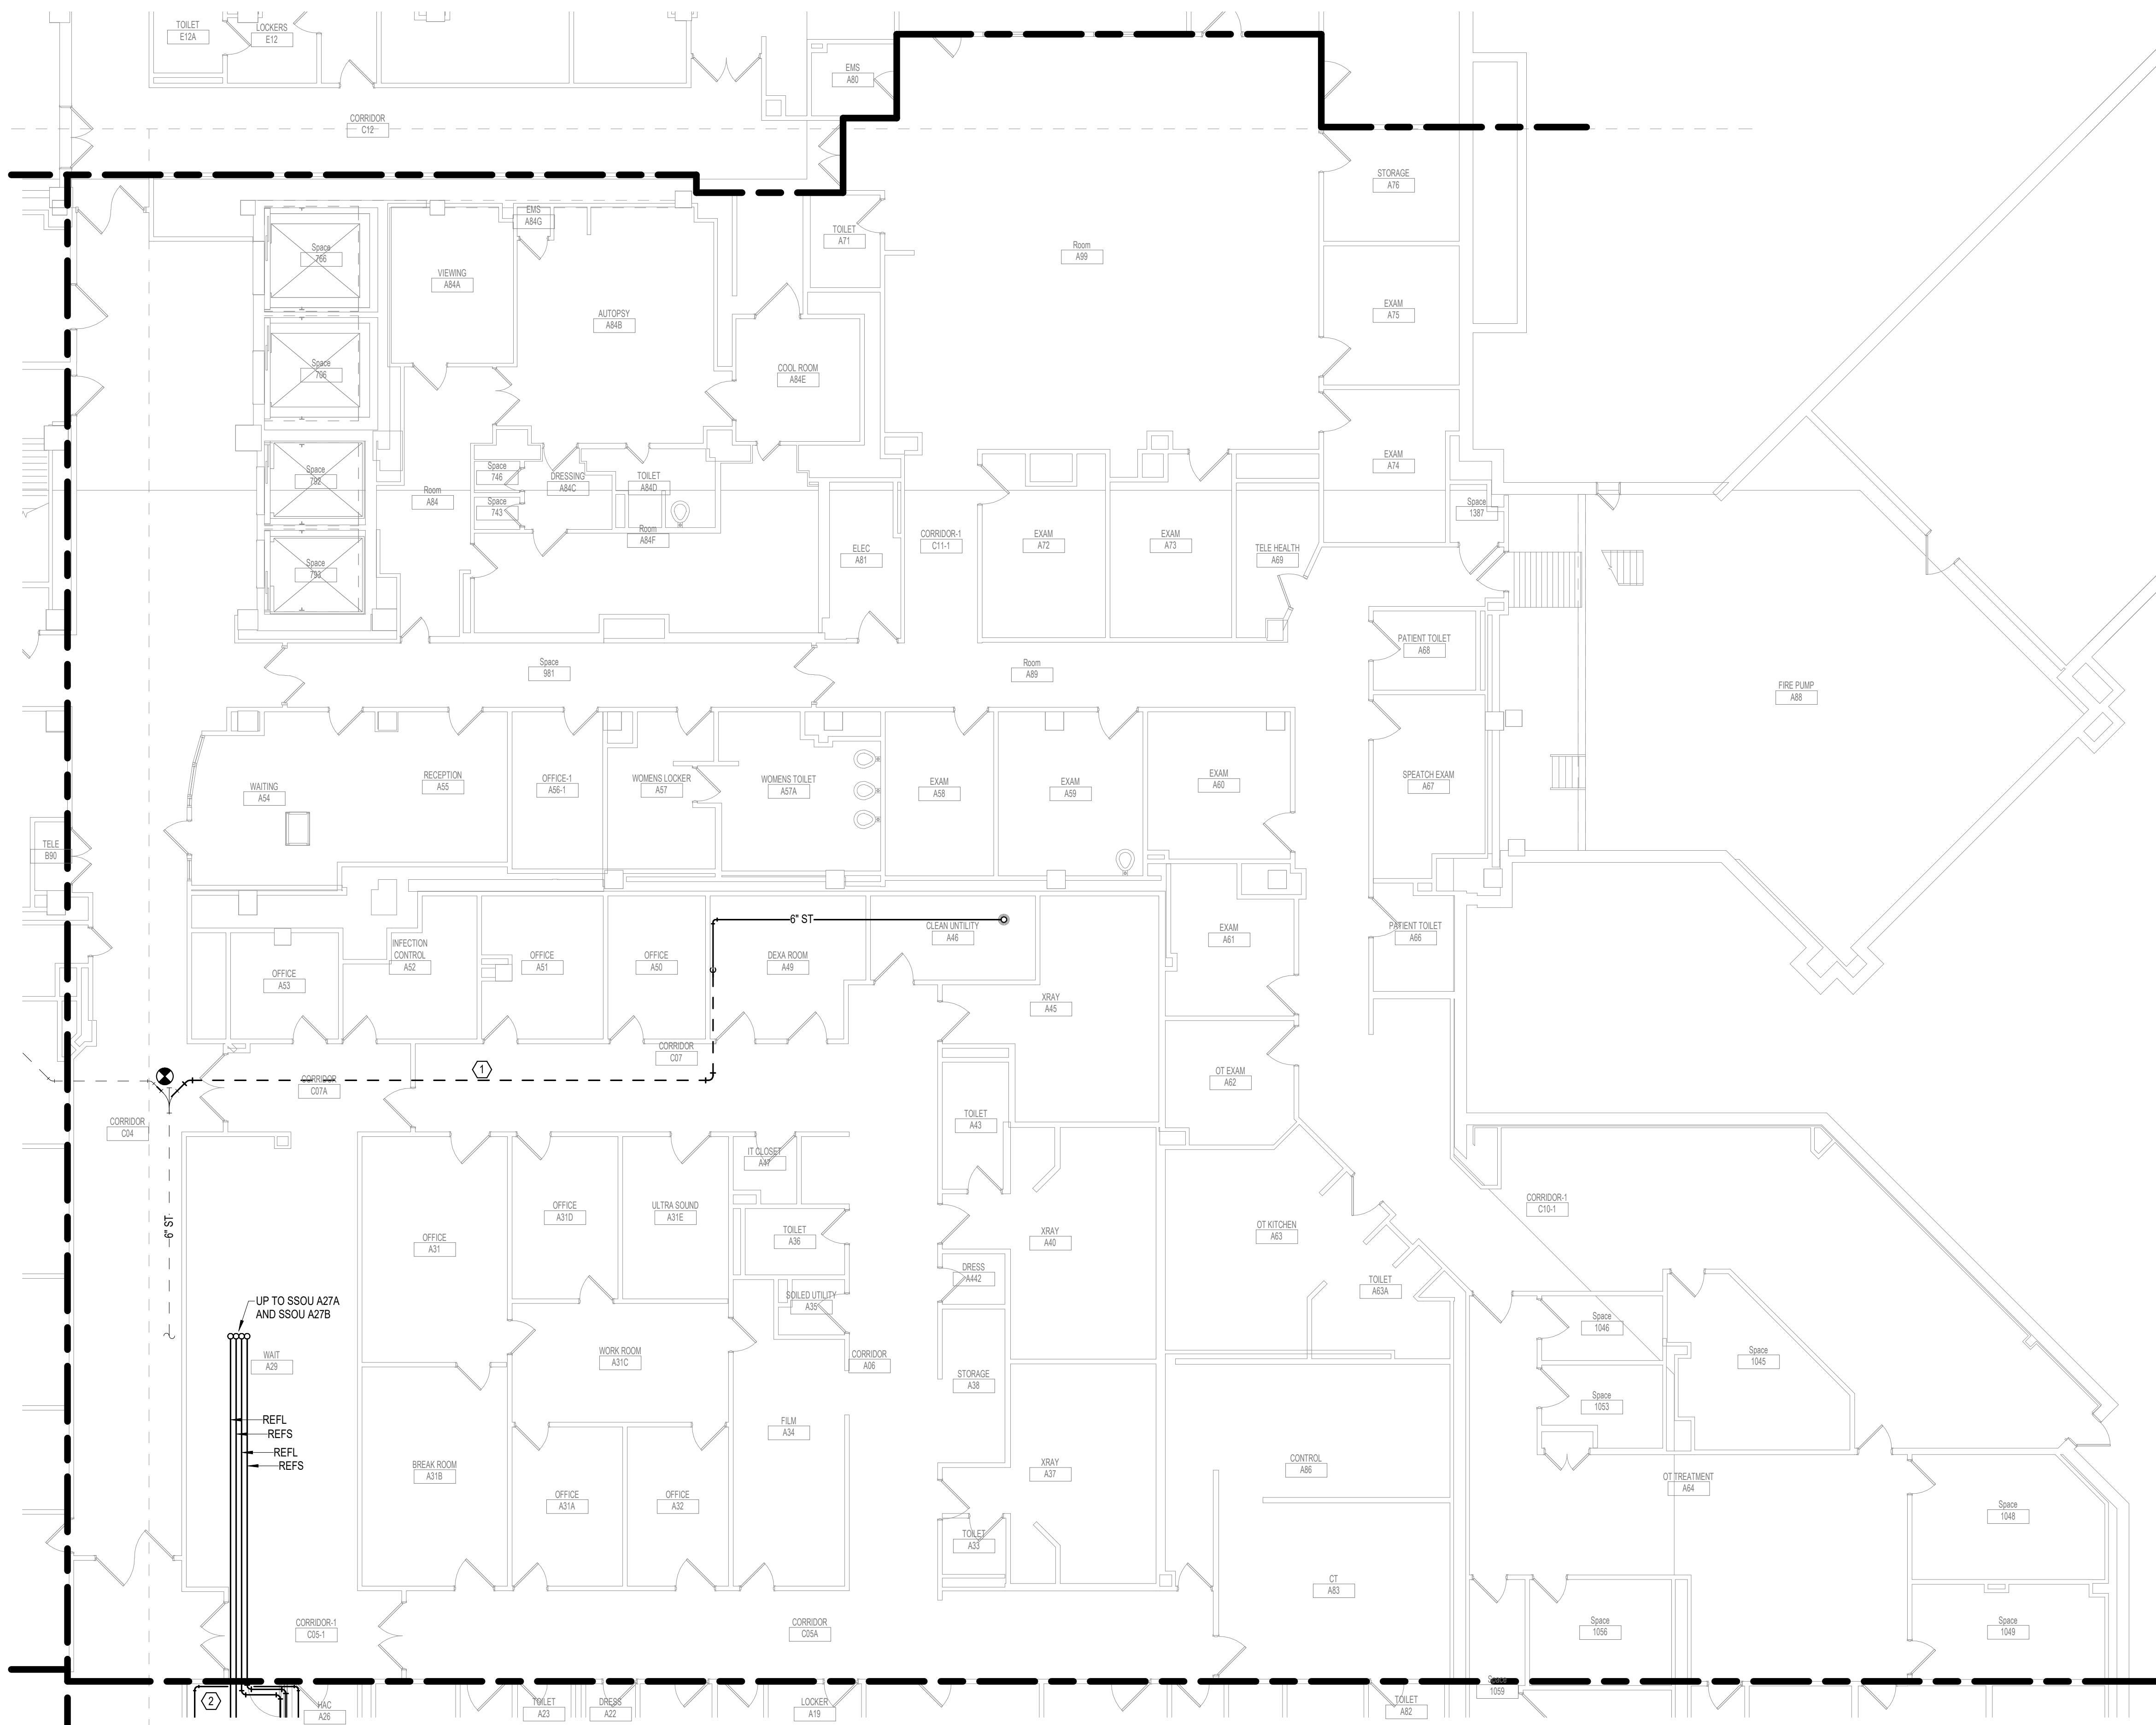 TOILET
E12A
LOCKERS
E12
EMS
A80
CORRIDOR
C12
STORAGE
A76
EMS
A84G
TOILET
A71
Room
A99
Space
766
VIEWING
A84A
EXAM
A75
AUTOPSY
A84B
Space
706
COOL ROOM
A84E
EXAM
A74
Space
792
Space
746
DRESSING
A84C
TOILET
A84D
Room
A84
Space
743
Space
1387
Room
A84F
CORRIDOR-1
C11-1
EXAM
A72
EXAM
A73
ELEC
A81
TELE HEALTH
A69
Space
793
PATIENT TOILET
A68
Space
981
Room
A89
FIRE PUMP
A88
WAITING
A54
RECEPTION
A55
OFFICE-1
A56-1
WOMENS LOCKER
A57
WOMENS TOILET
A57A
EXAM
A58
EXAM
A59
EXAM
A60
SPEATCH EXAM
A67
TELE
B90
6" ST
CLEAN UNTILITY
A46
EXAM
A61
PATIENT TOILET
A66
INFECTION
CONTROL
A52
OFFICE
A53
OFFICE
A51
OFFICE
A50
DEXA ROOM
A49
XRAY
A45
CORRIDOR
C07
1
CORRIDOR
C07A
OT EXAM
A62
CORRIDOR
C04
TOILET
A43
IT CLOSET
A47
OFFICE
A31D
ULTRA SOUND
A31E
CORRIDOR-1
C10-1
6" ST
OFFICE
A31
TOILET
A36
XRAY
A40
OT KITCHEN
A63
DRESS
A442
TOILET
A63A
SOILED UTILITY
A35
UP TO SSOU A27A
AND SSOU A27B
Space
1046
WAIT
A29
WORK ROOM
A31C
CORRIDOR
A06
Space
1045
STORAGE
A38
Space
1053
REFL
REFS
REFL
REFS
FILM
A34
BREAK ROOM
A31B
XRAY
A37
CONTROL
A86
OT TREATMENT
A64
OFFICE
A31A
OFFICE
A32
Space
1048
TOILET
A33
CT
A83
CORRIDOR-1
C05-1
CORRIDOR
C05A
Space
1056
Space
1049
Space
1059
2
HAC
A26
TOILET
A23
DRESS
A22
LOCKER
A19
TOILET
A82